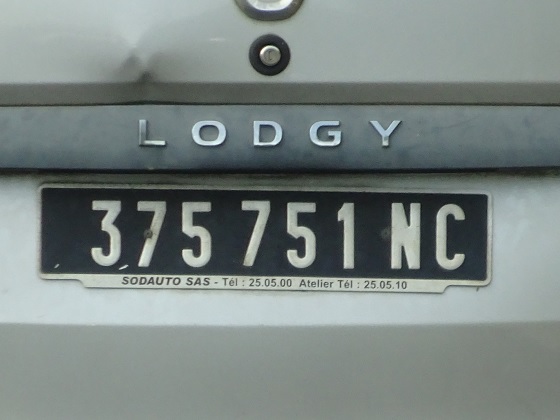 LODGY
375 751 NC
SODAUTO SAS - Tél : 25.05.00 Atelier Tél : 25.05.10